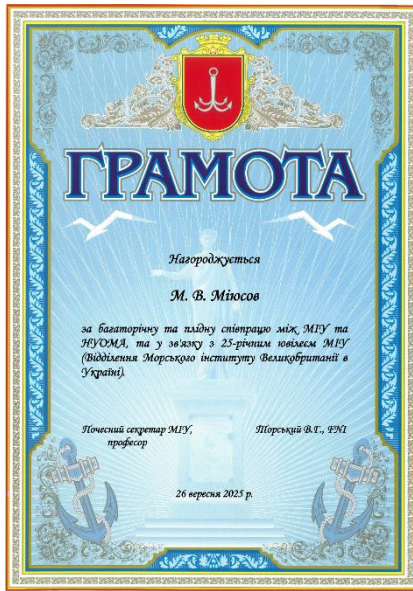 ГРАМОТА
Нагороджується
М. В. Міюсов
за багаторічну та плідну співпрацю між МІУ та
НУОМА, та у зв'язку з 25-річним ювілеєм МІУ
(Відділення Морського інституту Великобританії в
Україні).
Почесний секретар МІУ, Торський В.Г., FNI
професор
26 вересня 2025 р.